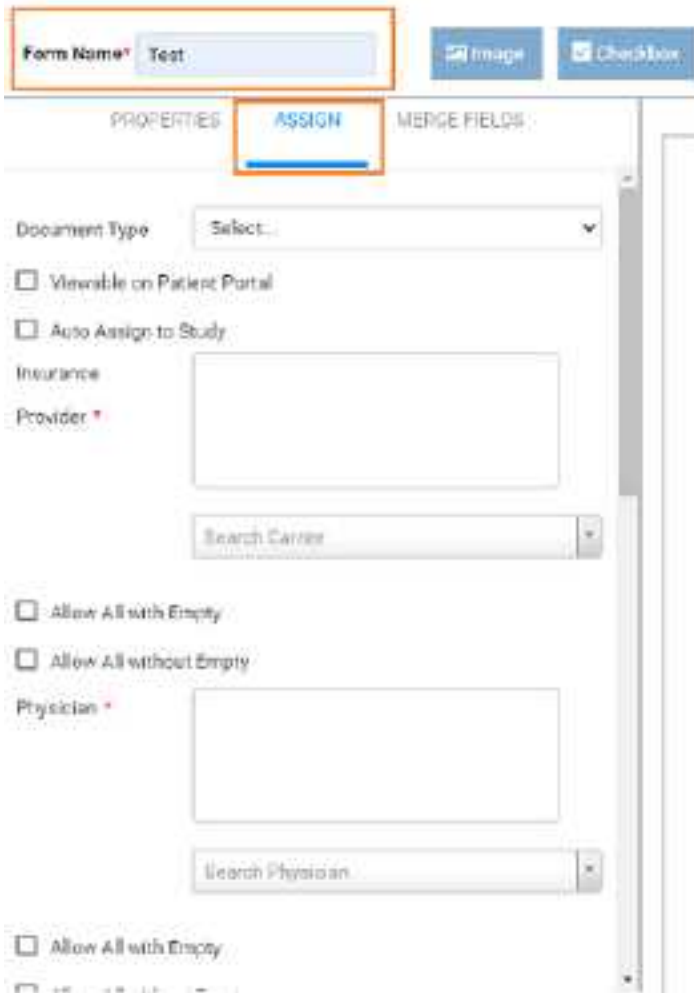 Form Name* Test Image Checkbox
PROPERTIES ASSIGN MERGE FIELDS
Document Type Select...
Viewable on Patient Portal
Auto Assign to Study
Insurance
Provider *
Search Carrier
Allow All with Empty
Allow All without Empty
Physician *
Search Physician
Allow All with Empty